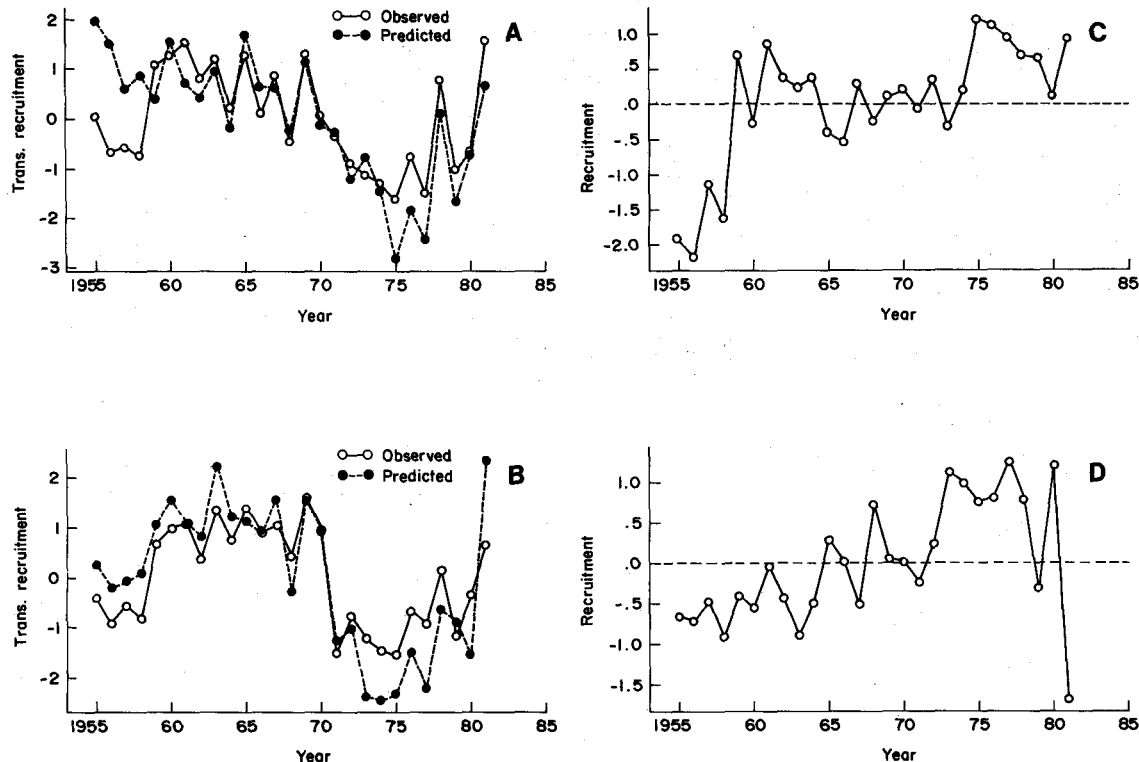 Observed
Predicted
A
2
1
0
-1
-2
-3
Trans. recruitment
1955 60 65 70 75 80 85
Year
C
1.0
.5
.0
-.5
-1.0
-1.5
-2.0
Recruitment
1955 60 65 70 75 80 85
Year
Observed
Predicted
B
2
1
0
-1
-2
Trans. recruitment
1955 60 65 70 75 80 85
Year
D
1.0
.5
.0
-.5
-1.0
-1.5
Recruitment
1955 60 65 70 75 80 85
Year